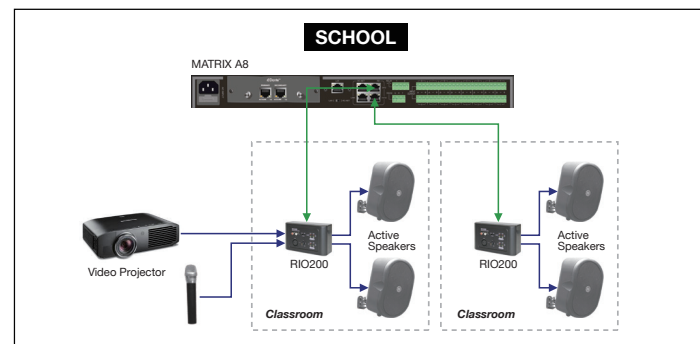 SCHOOL
MATRIX A8
Video Projector
RIO200
Active
Speakers
Classroom
RIO200
Active
Speakers
Classroom